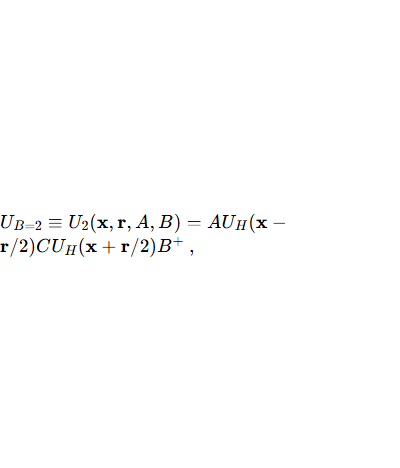 U_{B=2} ≡ U_2(𝐱, 𝐫, A, B) = AU_H(𝐱 −
𝐫/2)CU_H(𝐱 + 𝐫/2)B^+ ,